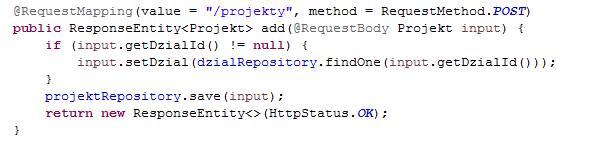 @RequestMapping(value = "/projekty", method = RequestMethod.POST)
public ResponseEntity<Projekt> add(@RequestBody Projekt input) {
    if (input.getDzialId() != null) {
        input.setDzial(dzialRepository.findOne(input.getDzialId()));
    }
    projektRepository.save(input);
    return new ResponseEntity<>(HttpStatus.OK);
}